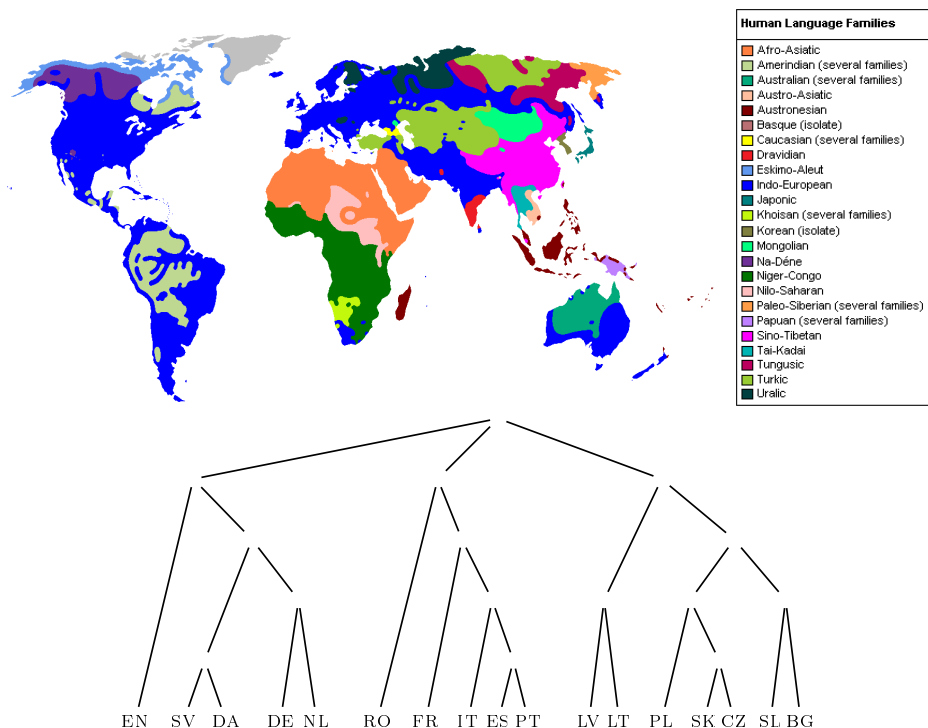 Human Language Families
Afro-Asiatic
Amerindian (several families)
Australian (several families)
Austro-Asiatic
Austronesian
Basque (isolate)
Caucasian (several families)
Dravidian
Eskimo-Aleut
Indo-European
Japonic
Khoisan (several families)
Korean (isolate)
Mongolian
Na-Déne
Niger-Congo
Nilo-Saharan
Paleo-Siberian (several families)
Papuan (several families)
Sino-Tibetan
Tai-Kadai
Tungusic
Turkic
Uralic
EN SV DA DE NL RO FR IT ES PT LV LT PL SK CZ SL BG